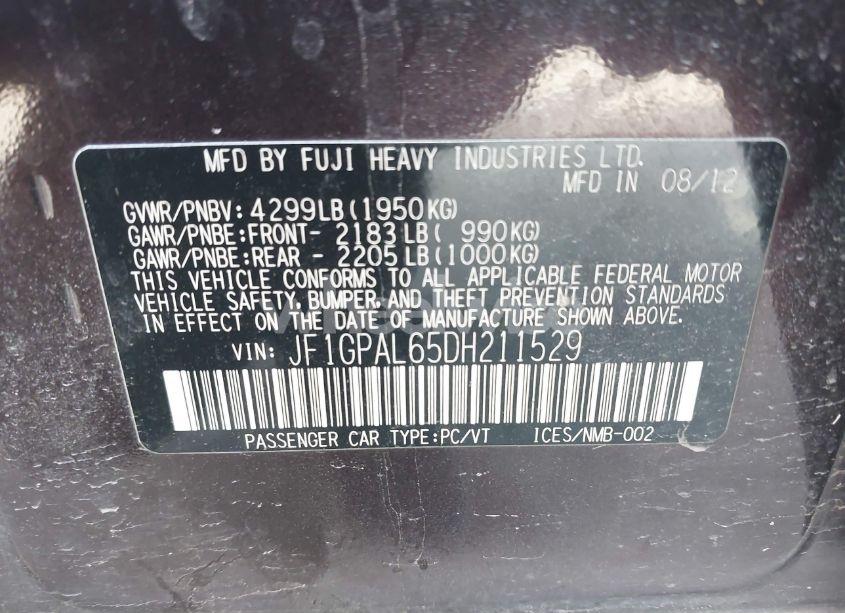 MFD BY FUJI HEAVY INDUSTRIES LTD.
MFD IN 08/12
GVWR/PNBV: 4299LB(1950KG)
GAWR/PNBE:FRONT- 2183LB( 990KG)
GAWR/PNBE:REAR - 2205LB(1000KG)
THIS VEHICLE CONFORMS TO ALL APPLICABLE FEDERAL MOTOR
VEHICLE SAFETY, BUMPER, AND THEFT PREVENTION STANDARDS
IN EFFECT ON THE DATE OF MANUFACTURE SHOWN ABOVE.
VIN: JF1GPAL65DH211529
PASSENGER CAR TYPE:PC/VT ICES/NMB-002